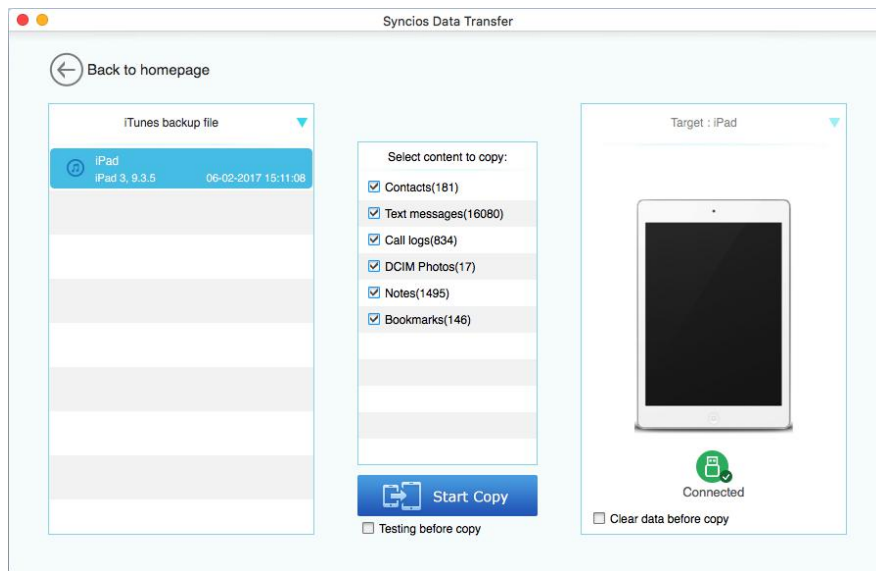 Syncios Data Transfer
Back to homepage
iTunes backup file
iPad
iPad 3, 9.3.5 06-02-2017 15:11:08
Select content to copy:
Contacts(181)
Text messages(16080)
Call logs(834)
DCIM Photos(17)
Notes(1495)
Bookmarks(146)
Start Copy
Testing before copy
Target : iPad
Connected
Clear data before copy